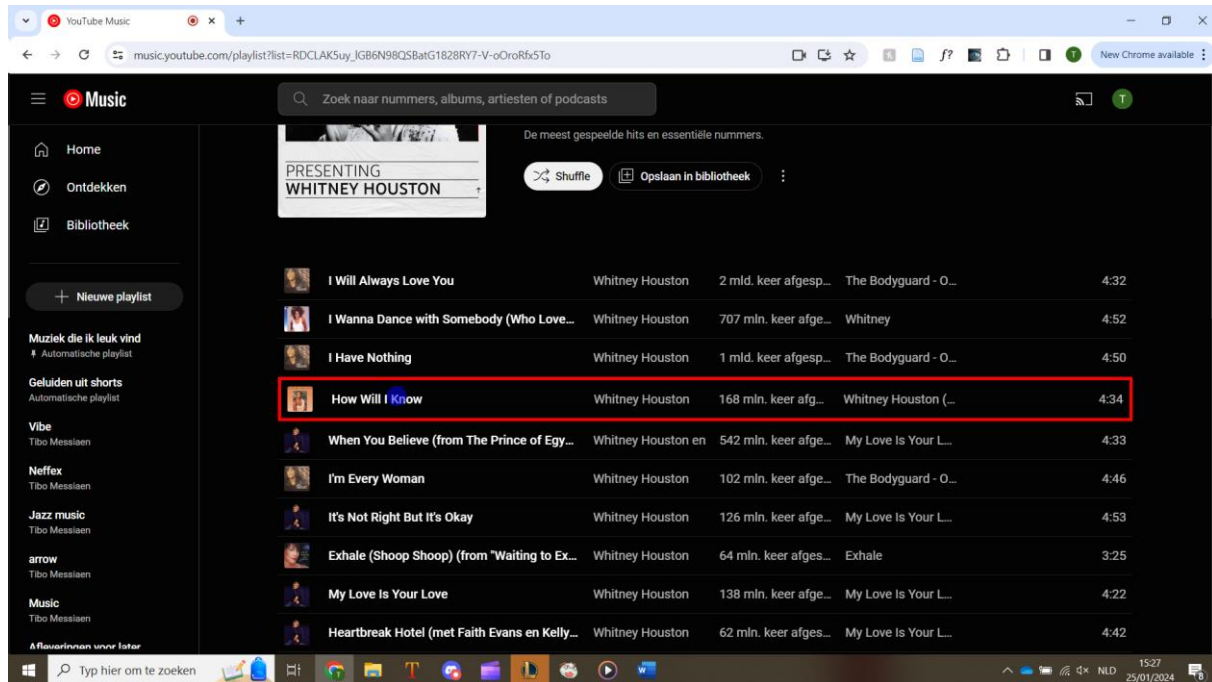 YouTube Music
music.youtube.com/playlist?list=RDCLAK5uy_lGB6N98QSBatG1828RY7-V-oOroRfx5To
f?
T
New Chrome available
Music
Zoek naar nummers, albums, artiesten of podcasts
T
Home
Ontdekken
Bibliotheek
Nieuwe playlist
Muziek die ik leuk vind
Automatische playlist
Geluiden uit shorts
Automatische playlist
Vibe
Tibo Messiaen
Neffex
Tibo Messiaen
Jazz music
Tibo Messiaen
arrow
Tibo Messiaen
Music
Tibo Messiaen
Afleveringen voor later
PRESENTING
WHITNEY HOUSTON
De meest gespeelde hits en essentiële nummers.
Shuffle Opslaan in bibliotheek
I Will Always Love You Whitney Houston 2 mld. keer afgesp... The Bodyguard - O... 4:32
I Wanna Dance with Somebody (Who Love... Whitney Houston 707 mln. keer afge... Whitney 4:52
I Have Nothing Whitney Houston 1 mld. keer afgesp... The Bodyguard - O... 4:50
How Will I Know Whitney Houston 168 mln. keer afg... Whitney Houston (... 4:34
When You Believe (from The Prince of Egy... Whitney Houston en 542 mln. keer afge... My Love Is Your L... 4:33
I'm Every Woman Whitney Houston 102 mln. keer afge... The Bodyguard - O... 4:46
It's Not Right But It's Okay Whitney Houston 126 mln. keer afge... My Love Is Your L... 4:53
Exhale (Shoop Shoop) (from "Waiting to Ex... Whitney Houston 64 mln. keer afges... Exhale 3:25
My Love Is Your Love Whitney Houston 138 mln. keer afge... My Love Is Your L... 4:22
Heartbreak Hotel (met Faith Evans en Kelly... Whitney Houston 62 mln. keer afge... My Love Is Your L... 4:42
Typ hier om te zoeken
T
W
NLD
15:27
25/01/2024
8